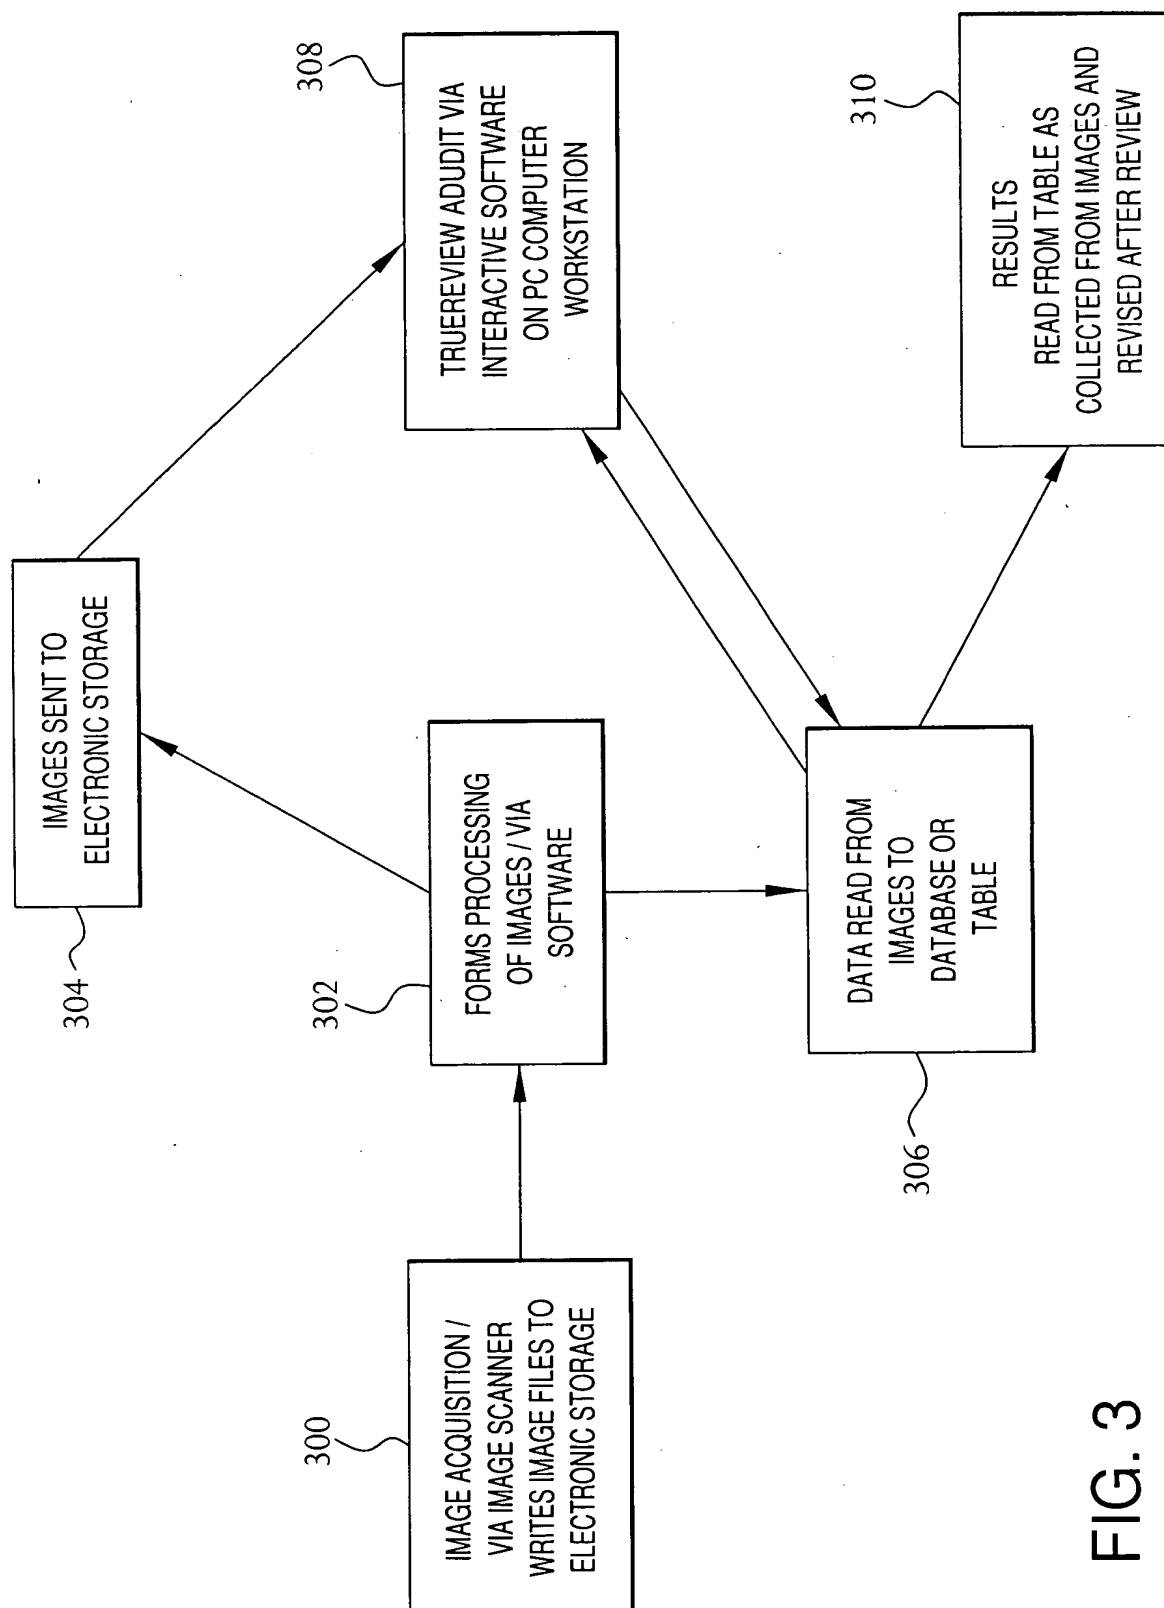 300
IMAGE ACQUISITION /
VIA IMAGE SCANNER
WRITES IMAGE FILES TO
ELECTRONIC STORAGE
302
FORMS PROCESSING
OF IMAGES / VIA
SOFTWARE
304
IMAGES SENT TO
ELECTRONIC STORAGE
306
DATA READ FROM
IMAGES TO
DATABASE OR
TABLE
308
TRUEREVIEW ADUDIT VIA
INTERACTIVE SOFTWARE
ON PC COMPUTER
WORKSTATION
310
RESULTS
READ FROM TABLE AS
COLLECTED FROM IMAGES AND
REVISED AFTER REVIEW
FIG. 3